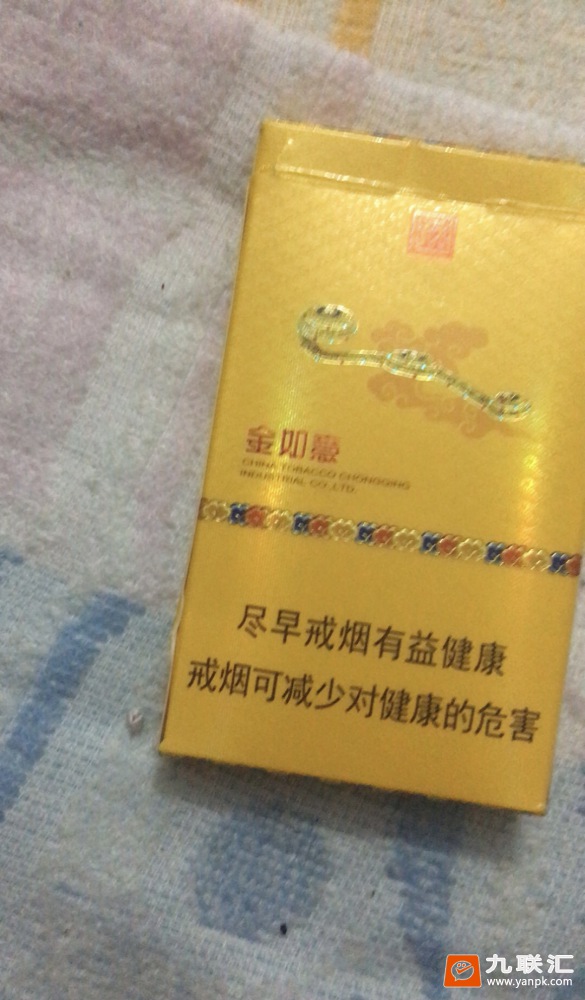 金如意
CHINA TOBACCO CHONGQING
INDUSTRIAL CO.,LTD.
尽早戒烟有益健康
戒烟可减少对健康的危害
九联汇
www.yanpk.com